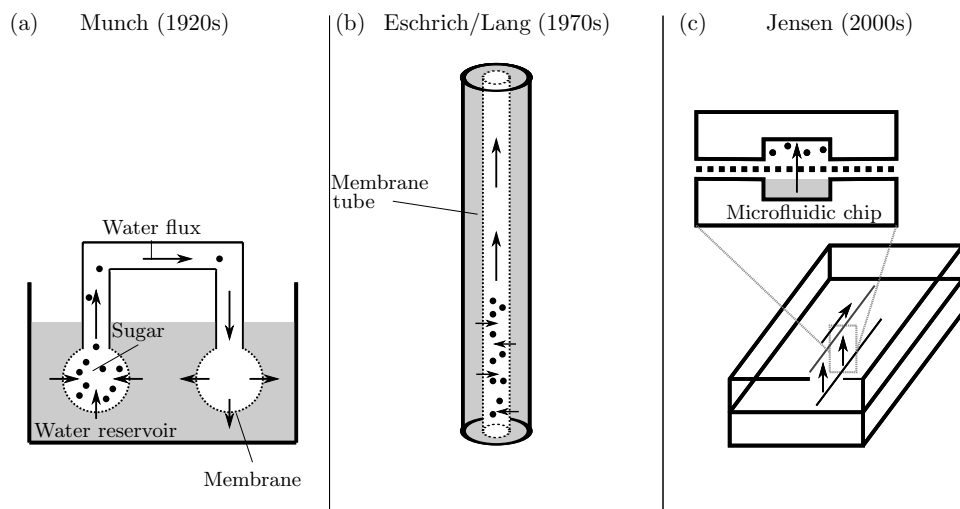 (a) Munch (1920s)
Water flux
Sugar
Water reservoir
Membrane
(b) Eschrich/Lang (1970s)
Membrane
tube
(c) Jensen (2000s)
Microfluidic chip